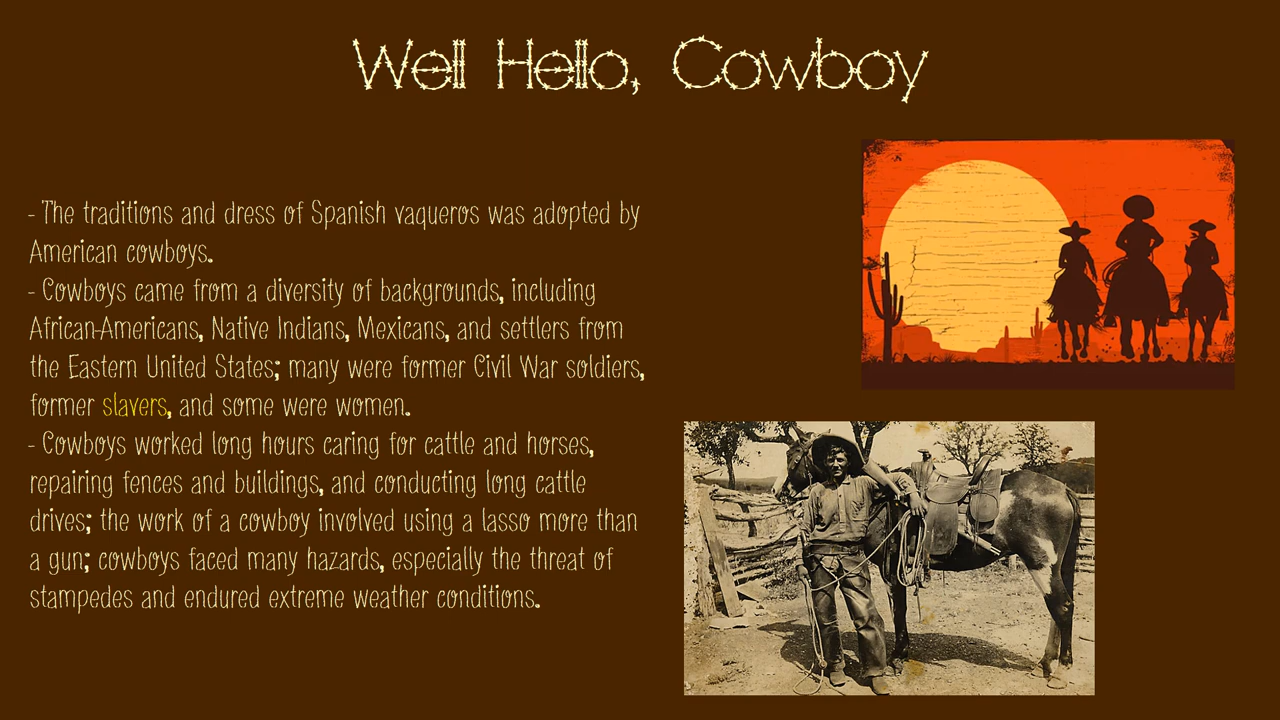 Well Hello, Cowboy
- The traditions and dress of Spanish vaqueros was adopted by
American cowboys.
- Cowboys came from a diversity of backgrounds, including
African-Americans, Native Indians, Mexicans, and settlers from
the Eastern United States; many were former Civil War soldiers,
former slavers, and some were women.
- Cowboys worked long hours caring for cattle and horses,
repairing fences and buildings, and conducting long cattle
drives; the work of a cowboy involved using a lasso more than
a gun; cowboys faced many hazards, especially the threat of
stampedes and endured extreme weather conditions.